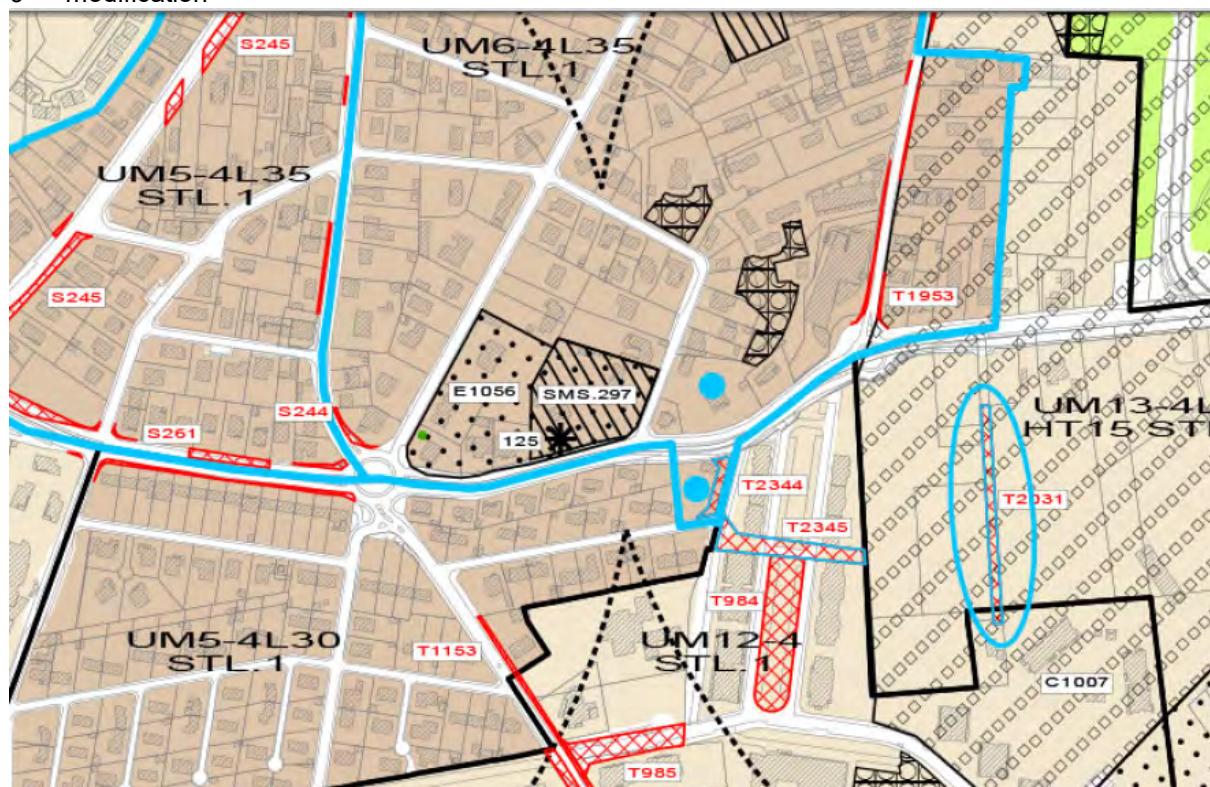 modification
S245
UM6-4L35
STL.1
UM5-4L35
STL.1
S245
T1953
E1056
SMS.297
S244
125
S261
UM13-4L
HT15 STL
T2344
T2031
T2345
T984
UM5-4L30
STL.1
T1153
UM12-4
STL.1
C1007
T985